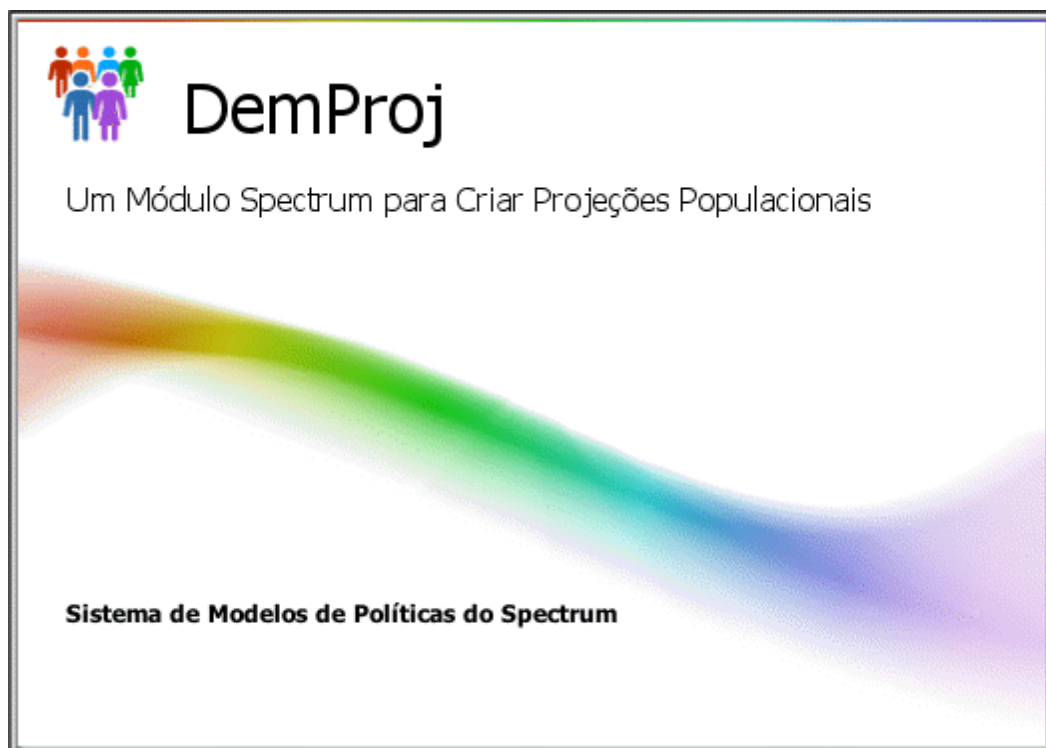 DemProj
Um Módulo Spectrum para Criar Projeções Populacionais
Sistema de Modelos de Políticas do Spectrum